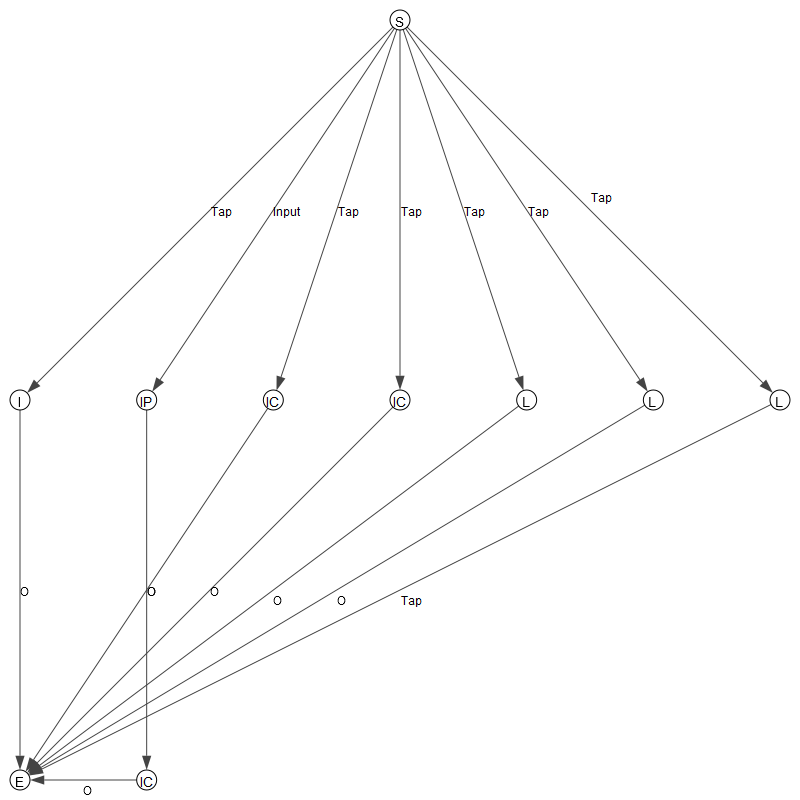 S
Tap
Tap Input Tap Tap Tap Tap
I IP IC IC L L L
O O O
O O Tap
E IC
O